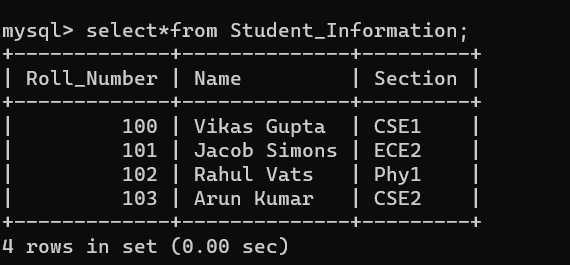 mysql> select*from Student_Information;
+-------------+--------------+---------+
| Roll_Number | Name         | Section |
+-------------+--------------+---------+
|         100 | Vikas Gupta  | CSE1    |
|         101 | Jacob Simons | ECE2    |
|         102 | Rahul Vats   | Phy1    |
|         103 | Arun Kumar   | CSE2    |
+-------------+--------------+---------+
4 rows in set (0.00 sec)